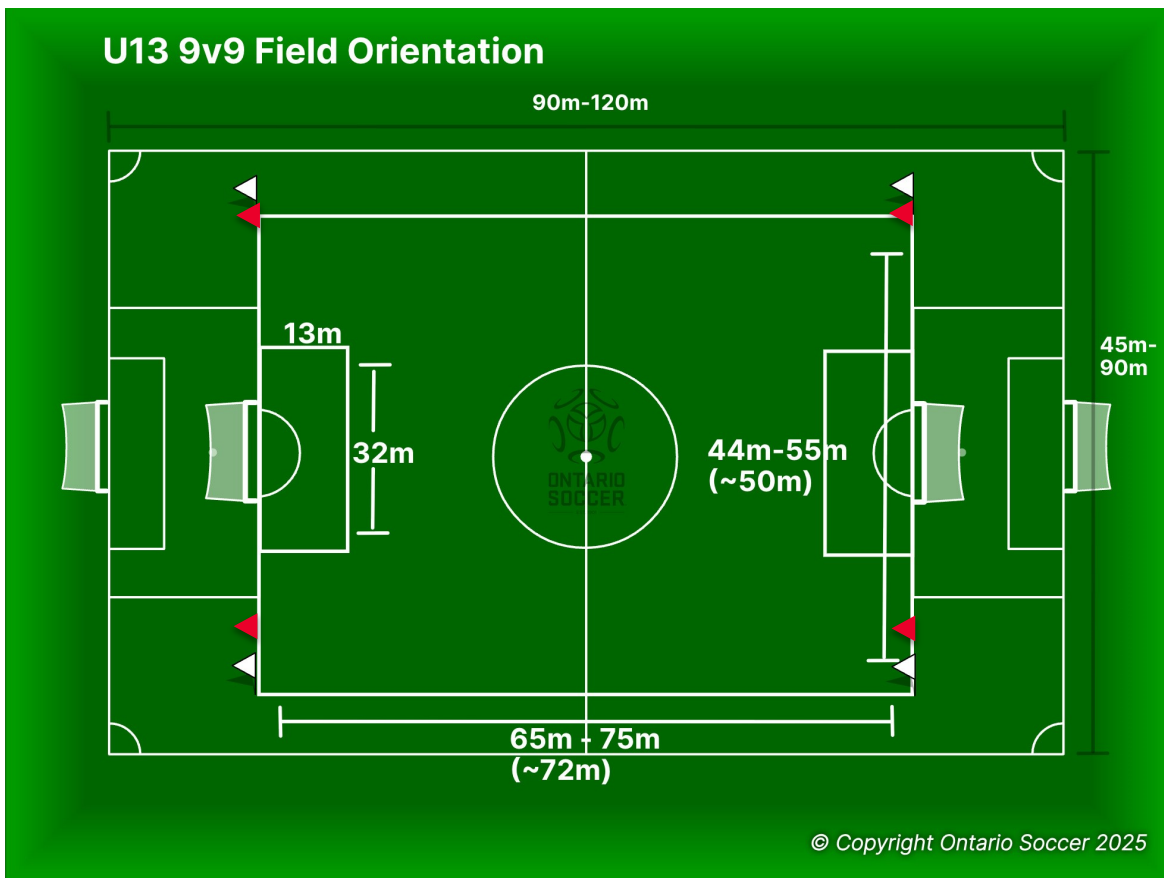 U13 9v9 Field Orientation
90m-120m
13m
45m-
90m
32m
44m-55m
(~50m)
ONTARIO
SOCCER
65m - 75m
(~72m)
© Copyright Ontario Soccer 2025